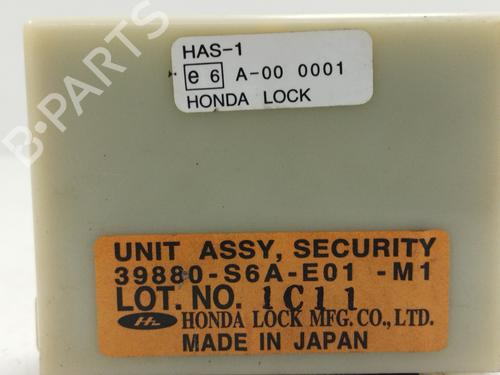 HAS-1
e 6 A-00 0001
HONDA LOCK
UNIT ASSY, SECURITY
39880-S6A-E01 -M1
LOT. NO. 1C11
HL HONDA LOCK MFG. CO., LTD.
MADE IN JAPAN
B-PARTS